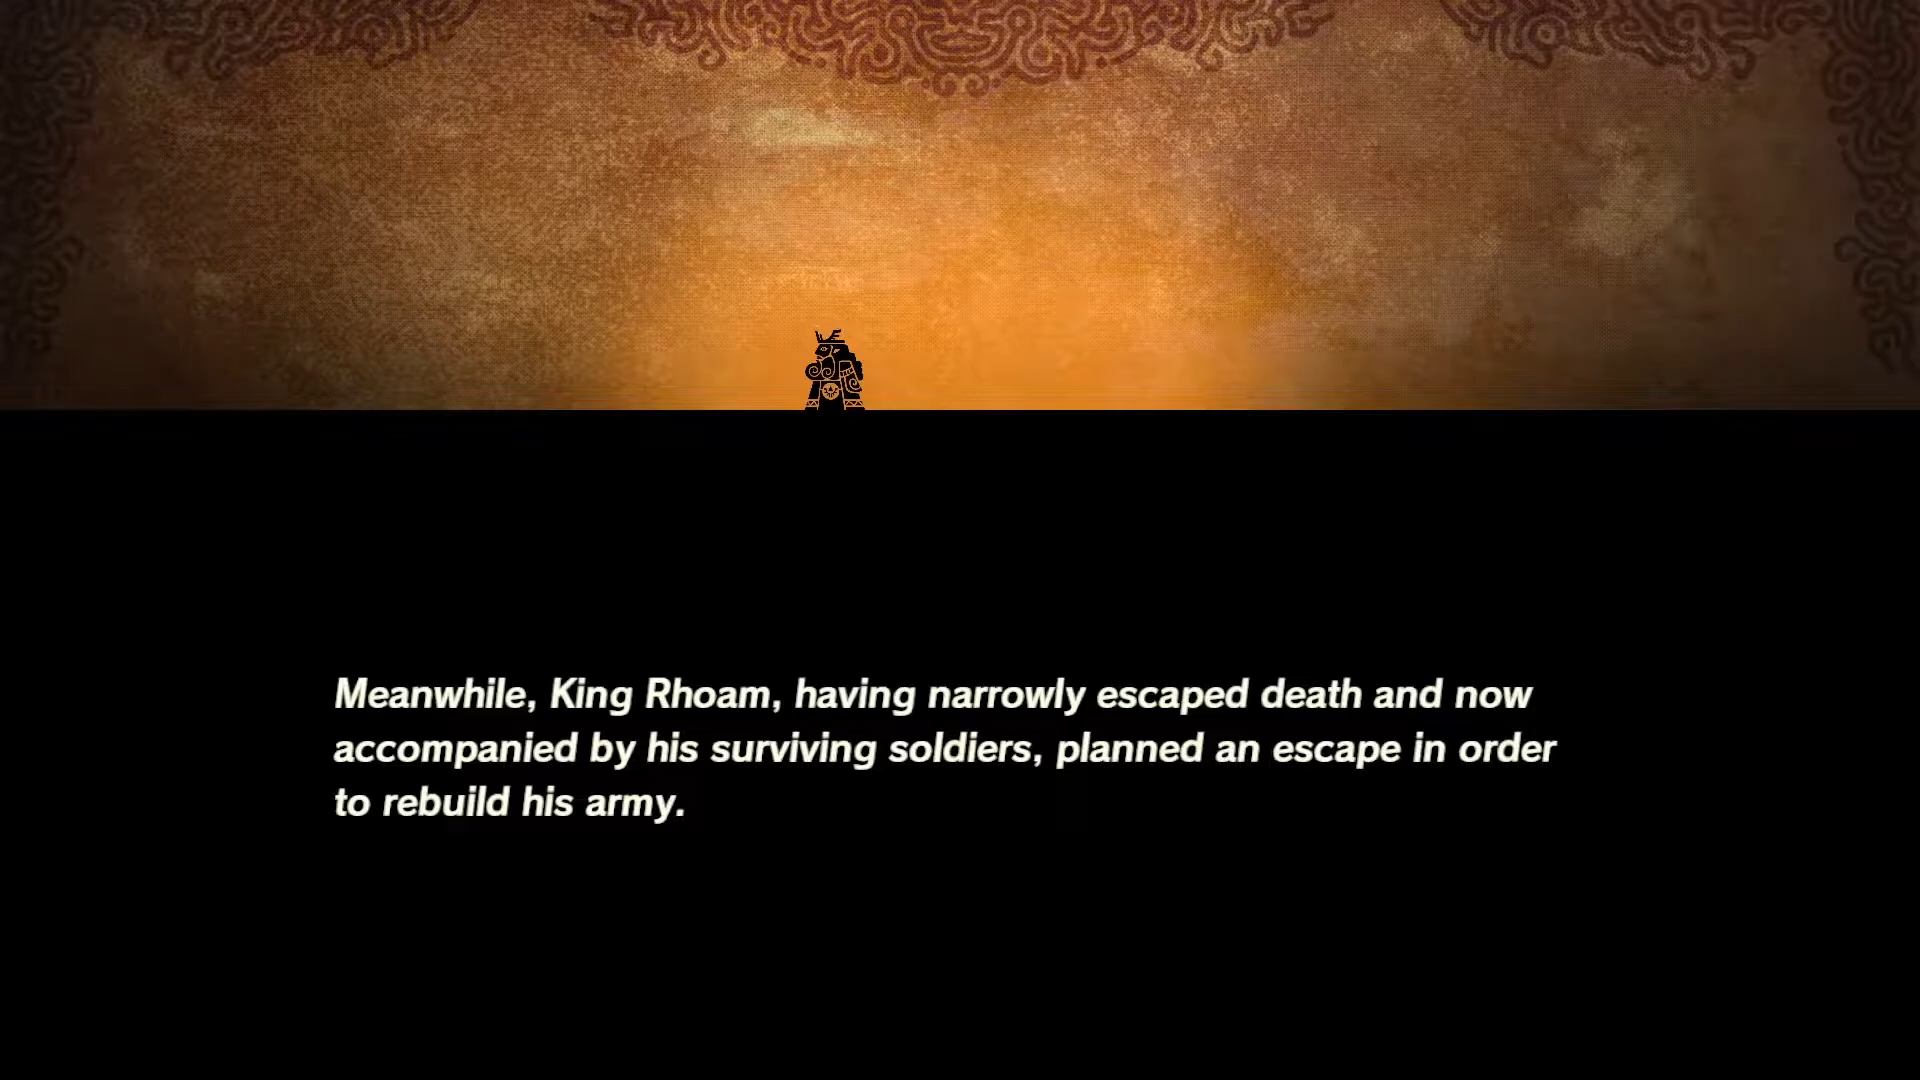 Meanwhile, King Rhoam, having narrowly escaped death and now
accompanied by his surviving soldiers, planned an escape in order
to rebuild his army.